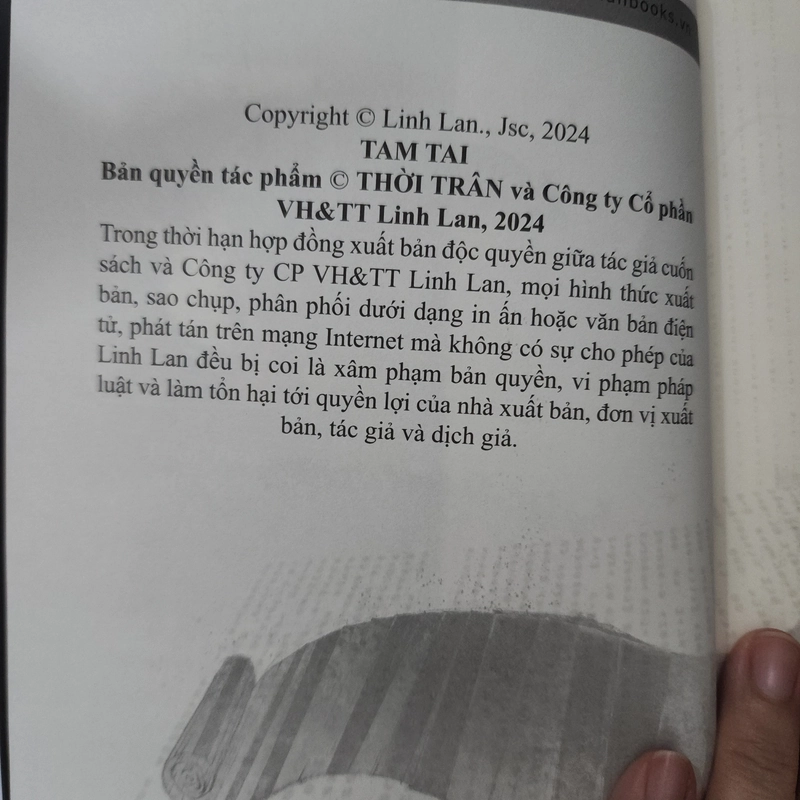 Copyright © Linh Lan., Jsc, 2024
TAM TAI
Bản quyền tác phẩm © THỜI TRÂN và Công ty Cổ phần
VH&TT Linh Lan, 2024
Trong thời hạn hợp đồng xuất bản độc quyền giữa tác giả cuốn
sách và Công ty CP VH&TT Linh Lan, mọi hình thức xuất
bản, sao chụp, phân phối dưới dạng in ấn hoặc văn bản điện
tử, phát tán trên mạng Internet mà không có sự cho phép của
Linh Lan đều bị coi là xâm phạm bản quyền, vi phạm pháp
luật và làm tổn hại tới quyền lợi của nhà xuất bản, đơn vị xuất
bản, tác giả và dịch giả.